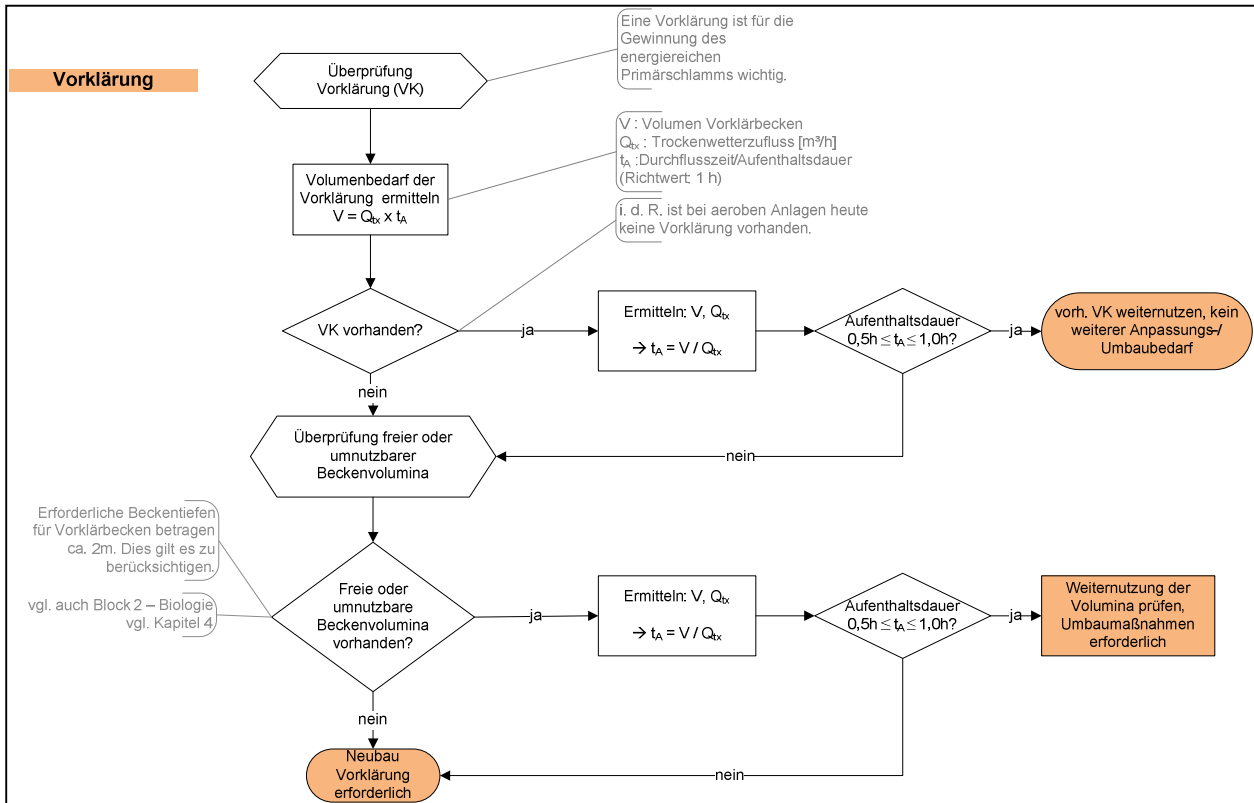 Vorklärung
Überprüfung
Vorklärung (VK)
Eine Vorklärung ist für die
Gewinnung des
energiereichen
Primärschlamms wichtig.
Volumenbedarf der
Vorklärung ermitteln
V = Qtx x tA
V : Volumen Vorklärbecken
Qtx : Trockenwetterzufluss [m³/h]
tA :Durchflusszeit/Aufenthaltsdauer
(Richtwert: 1 h)
i. d. R. ist bei aeroben Anlagen heute
keine Vorklärung vorhanden.
VK vorhanden?
ja
Ermitteln: V, Qtx
→ tA = V / Qtx
Aufenthaltsdauer
0,5h ≤ tA ≤ 1,0h?
ja
vorh. VK weiternutzen, kein
weiterer Anpassungs-/
Umbaubedarf
nein
Überprüfung freier oder
umnutzbarer
Beckenvolumina
nein
Erforderliche Beckentiefen
für Vorklärbecken betragen
ca. 2m. Dies gilt es zu
berücksichtigen.
vgl. auch Block 2 – Biologie
vgl. Kapitel 4
Freie oder
umnutzbare
Beckenvolumina
vorhanden?
ja
Ermitteln: V, Qtx
→ tA = V / Qtx
Aufenthaltsdauer
0,5h ≤ tA ≤ 1,0h?
ja
Weiternutzung der
Volumina prüfen,
Umbaumaßnahmen
erforderlich
nein
Neubau
Vorklärung
erforderlich
nein